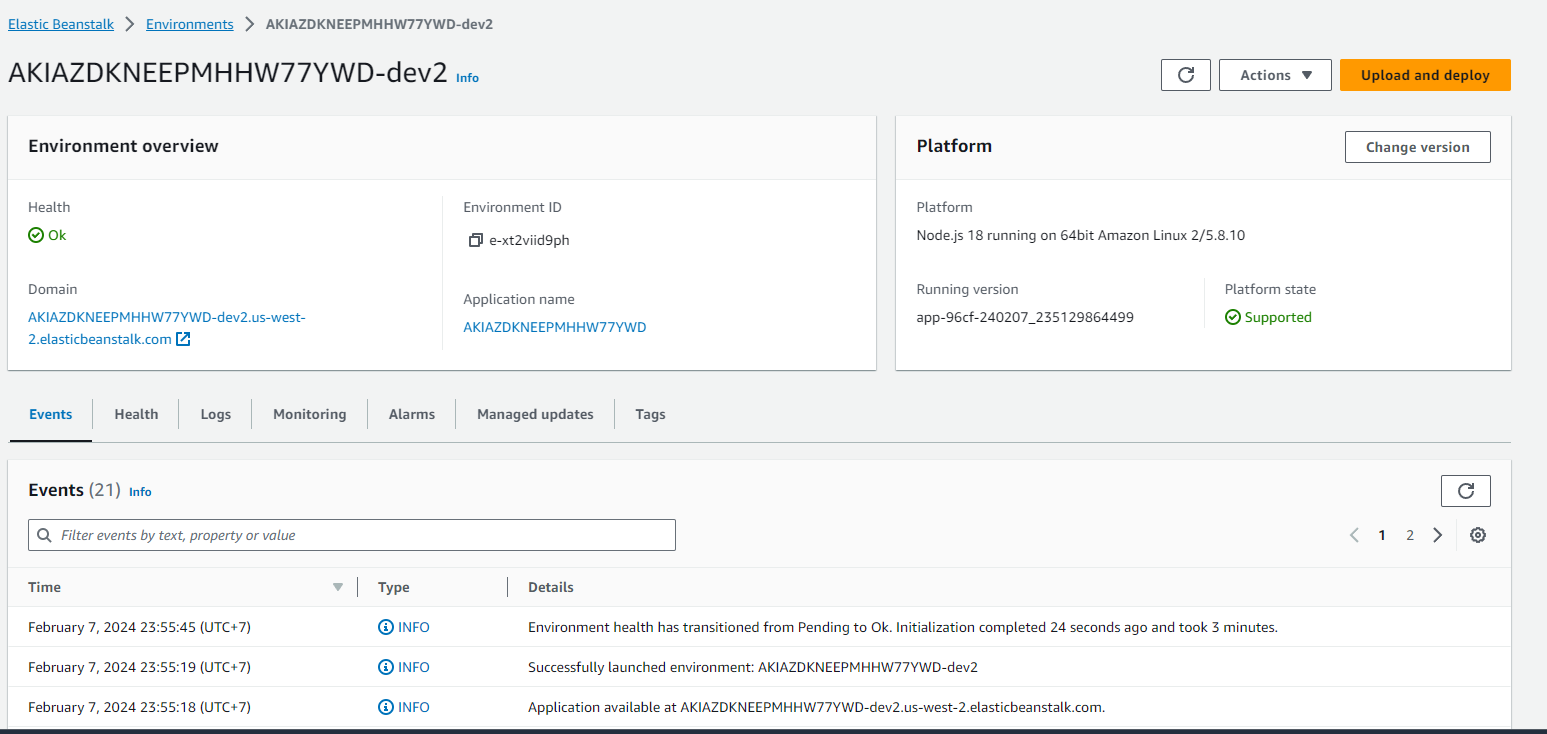 Elastic Beanstalk > Environments > AKIAZDKNEEPMHHW77YWD-dev2
AKIAZDKNEEPMHHW77YWD-dev2 Info
Actions
Upload and deploy
Environment overview
Health
Ok
Domain
AKIAZDKNEEPMHHW77YWD-dev2.us-west-
2.elasticbeanstalk.com
Environment ID
e-xt2viid9ph
Application name
AKIAZDKNEEPMHHW77YWD
Platform
Change version
Platform
Node.js 18 running on 64bit Amazon Linux 2/5.8.10
Running version
app-96cf-240207_235129864499
Platform state
Supported
Events Health Logs Monitoring Alarms Managed updates Tags
Events (21) Info
Filter events by text, property or value
1 2
Time Type Details
February 7, 2024 23:55:45 (UTC+7) INFO Environment health has transitioned from Pending to Ok. Initialization completed 24 seconds ago and took 3 minutes.
February 7, 2024 23:55:19 (UTC+7) INFO Successfully launched environment: AKIAZDKNEEPMHHW77YWD-dev2
February 7, 2024 23:55:18 (UTC+7) INFO Application available at AKIAZDKNEEPMHHW77YWD-dev2.us-west-2.elasticbeanstalk.com.